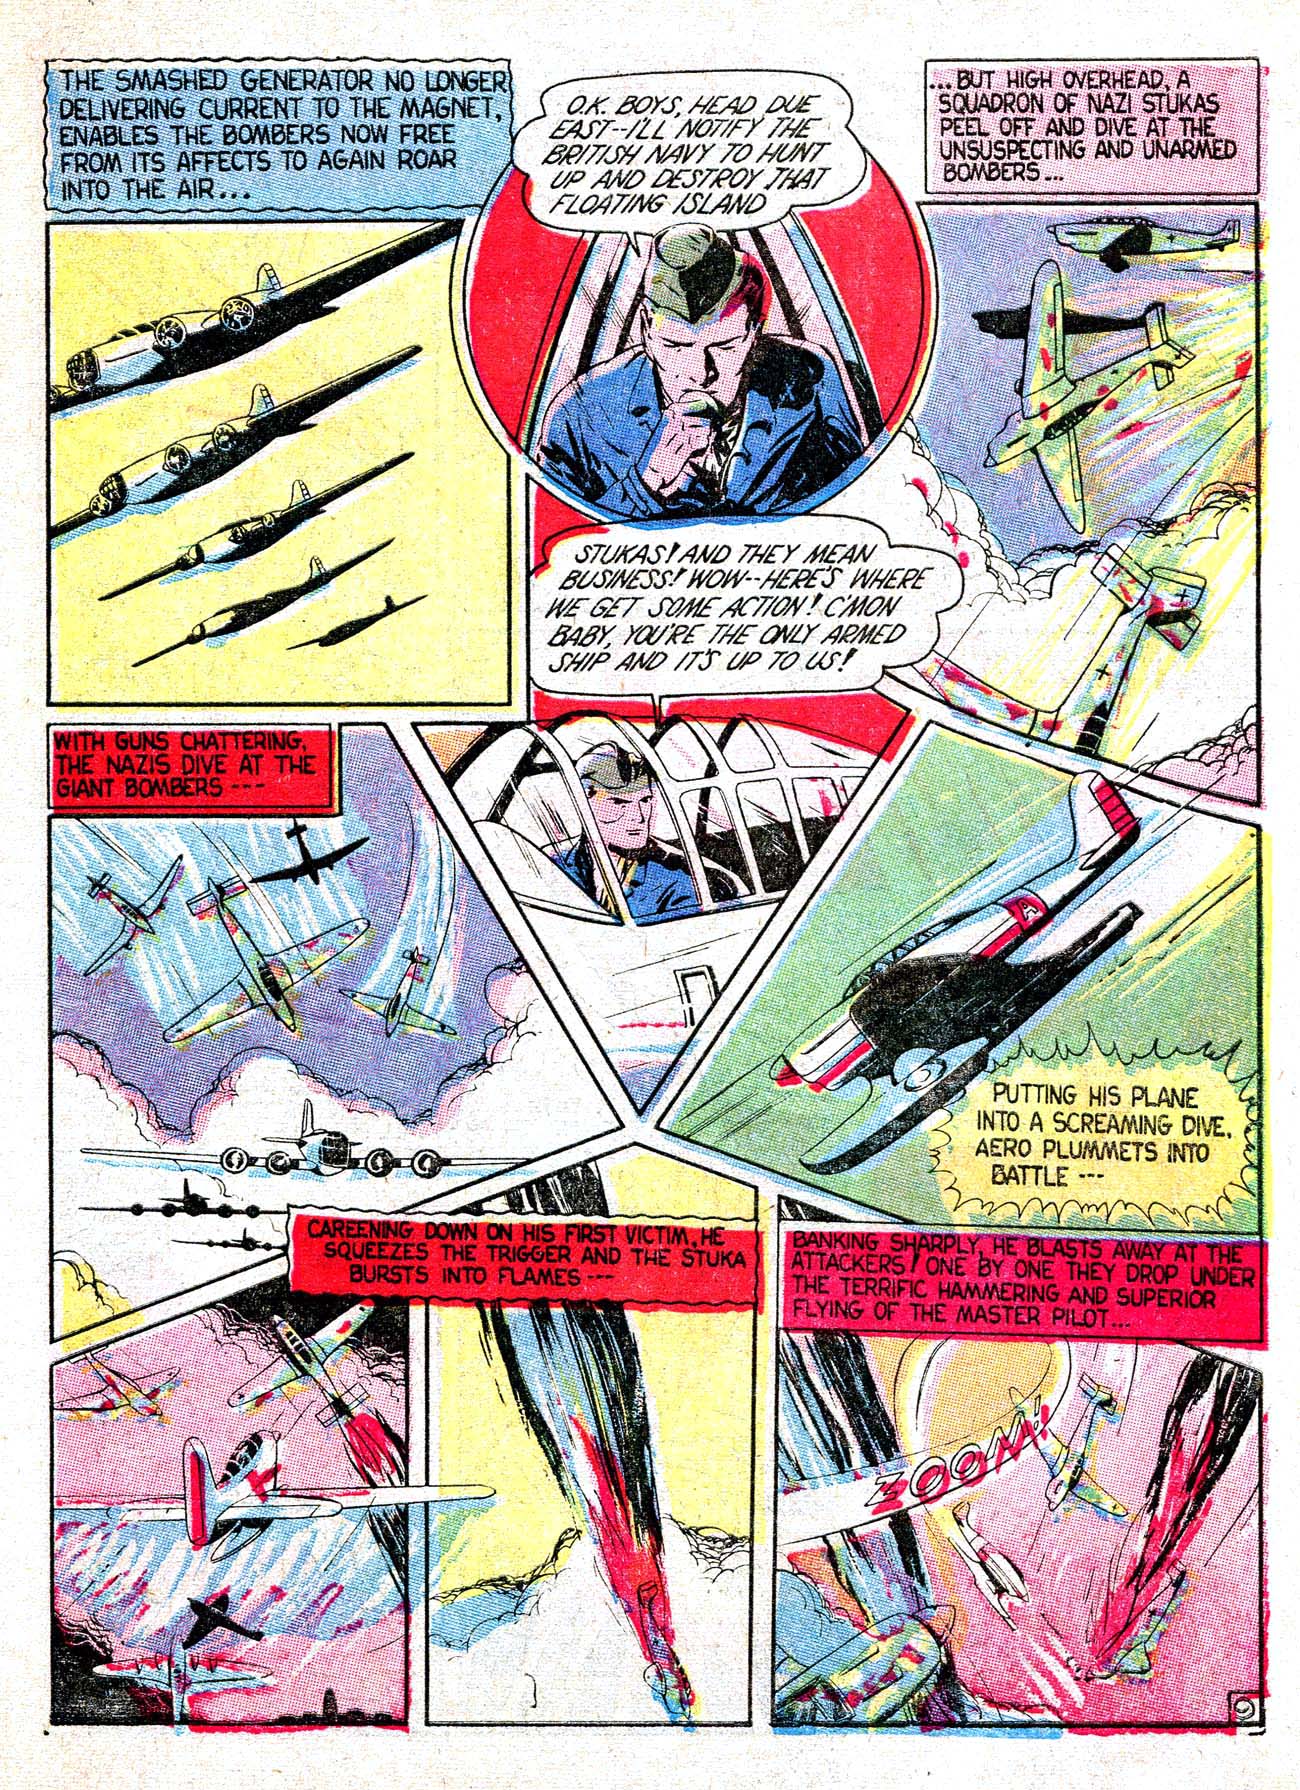 THE SMASHED GENERATOR NO LONGER
DELIVERING CURRENT TO THE MAGNET,
ENABLES THE BOMBERS NOW FREE
FROM ITS AFFECTS TO AGAIN ROAR
INTO THE AIR...
O.K. BOYS, HEAD DUE
EAST--I'LL NOTIFY THE
BRITISH NAVY TO HUNT
UP AND DESTROY THAT
FLOATING ISLAND
...BUT HIGH OVERHEAD, A
SQUADRON OF NAZI STUKAS
PEEL OFF AND DIVE AT THE
UNSUSPECTING AND UNARMED
BOMBERS...
STUKAS! AND THEY MEAN
BUSINESS! WOW--HERE'S WHERE
WE GET SOME ACTION! C'MON
BABY, YOU'RE THE ONLY ARMED
SHIP AND IT'S UP TO US!
WITH GUNS CHATTERING,
THE NAZIS DIVE AT THE
GIANT BOMBERS ---
PUTTING HIS PLANE
INTO A SCREAMING DIVE,
AERO PLUMMETS INTO
BATTLE ---
CAREENING DOWN ON HIS FIRST VICTIM, HE
SQUEEZES THE TRIGGER AND THE STUKA
BURSTS INTO FLAMES---
BANKING SHARPLY, HE BLASTS AWAY AT THE
ATTACKERS! ONE BY ONE THEY DROP UNDER
THE TERRIFIC HAMMERING AND SUPERIOR
FLYING OF THE MASTER PILOT...
ZOOM!
9